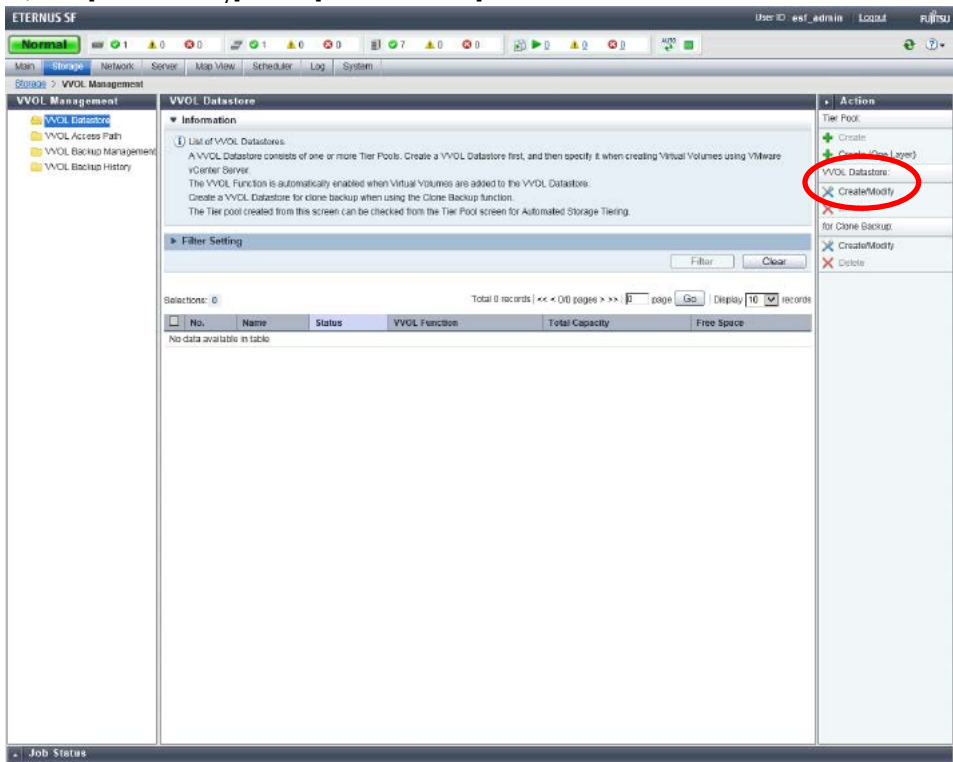 ETERNUS SF
User ID: esf_admin Logout FUJITSU
Normal 1 0 0 1 0 0 7 0 0 0 0 0 AUTO
Main Storage Network Server Map View Scheduler Log System
Storage > VVOL Management
VVOL Management
VVOL Datastore
VVOL Access Path
VVOL Backup Management
VVOL Backup History
VVOL Datastore
Information
List of VVOL Datastores.
A VVOL Datastore consists of one or more Tier Pools. Create a VVOL Datastore first, and then specify it when creating Virtual Volumes using VMware
vCenter Server.
The VVOL Function is automatically enabled when Virtual Volumes are added to the VVOL Datastore.
Create a VVOL Datastore for clone backup when using the Clone Backup function.
The Tier pool created from this screen can be checked from the Tier Pool screen for Automated Storage Tiering.
Filter Setting
Filter Clear
Selections: 0
Total 0 records | << < 0/0 pages > >> | 0 page Go | Display 10 records
No. Name Status VVOL Function Total Capacity Free Space
No data available in table
Action
Tier Pool:
Create
Create (One Layer)
VVOL Datastore:
Create/Modify
for Clone Backup:
Create/Modify
Delete
Job Status